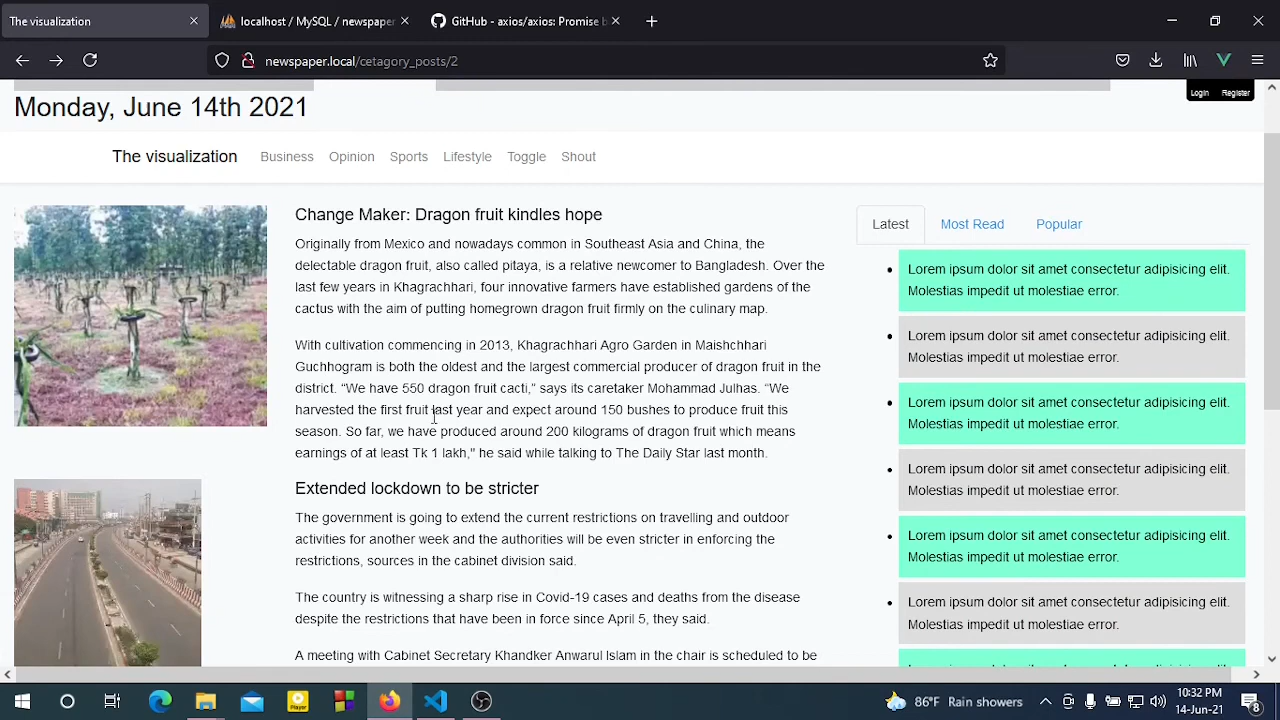 The visualization
localhost / MySQL / newspaper
GitHub - axios/axios: Promise b
newspaper.local/cetagory_posts/2
Monday, June 14th 2021
Login Register
The visualization Business Opinion Sports Lifestyle Toggle Shout
Change Maker: Dragon fruit kindles hope
Originally from Mexico and nowadays common in Southeast Asia and China, the
delectable dragon fruit, also called pitaya, is a relative newcomer to Bangladesh. Over the
last few years in Khagrachhari, four innovative farmers have established gardens of the
cactus with the aim of putting homegrown dragon fruit firmly on the culinary map.
With cultivation commencing in 2013, Khagrachhari Agro Garden in Maishchhari
Guchhogram is both the oldest and the largest commercial producer of dragon fruit in the
district. “We have 550 dragon fruit cacti,” says its caretaker Mohammad Julhas. “We
harvested the first fruit last year and expect around 150 bushes to produce fruit this
season. So far, we have produced around 200 kilograms of dragon fruit which means
earnings of at least Tk 1 lakh," he said while talking to The Daily Star last month.
Extended lockdown to be stricter
The government is going to extend the current restrictions on travelling and outdoor
activities for another week and the authorities will be even stricter in enforcing the
restrictions, sources in the cabinet division said.
The country is witnessing a sharp rise in Covid-19 cases and deaths from the disease
despite the restrictions that have been in force since April 5, they said.
A meeting with Cabinet Secretary Khandker Anwarul Islam in the chair is scheduled to be
Latest Most Read Popular
Lorem ipsum dolor sit amet consectetur adipisicing elit.
Molestias impedit ut molestiae error.
Lorem ipsum dolor sit amet consectetur adipisicing elit.
Molestias impedit ut molestiae error.
Lorem ipsum dolor sit amet consectetur adipisicing elit.
Molestias impedit ut molestiae error.
Lorem ipsum dolor sit amet consectetur adipisicing elit.
Molestias impedit ut molestiae error.
Lorem ipsum dolor sit amet consectetur adipisicing elit.
Molestias impedit ut molestiae error.
Lorem ipsum dolor sit amet consectetur adipisicing elit.
Molestias impedit ut molestiae error.
Player
86°F Rain showers
10:32 PM
14-Jun-21
8